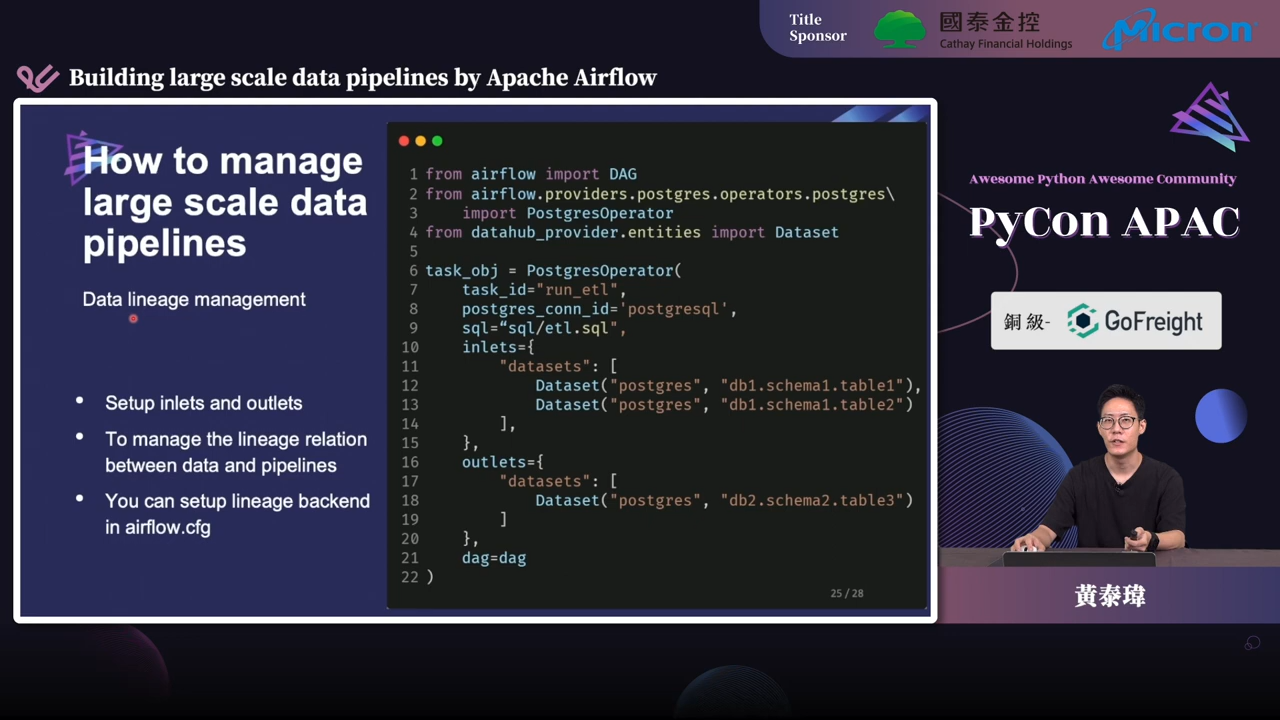 Title
Sponsor
國泰金控
Cathay Financial Holdings
Micron
Building large scale data pipelines by Apache Airflow
How to manage
large scale data
pipelines
Data lineage management
• Setup inlets and outlets
• To manage the lineage relation
between data and pipelines
• You can setup lineage backend
in airflow.cfg
1 from airflow import DAG
2 from airflow.providers.postgres.operators.postgres\
3     import PostgresOperator
4 from datahub_provider.entities import Dataset
5
6 task_obj = PostgresOperator(
7     task_id="run_etl",
8     postgres_conn_id='postgresql',
9     sql=“sql/etl.sql",
10     inlets={
11         "datasets": [
12             Dataset("postgres", "db1.schema1.table1"),
13             Dataset("postgres", "db1.schema1.table2")
14         ],
15     },
16     outlets={
17         "datasets": [
18             Dataset("postgres", "db2.schema2.table3")
19         ]
20     },
21     dag=dag
22 )
25 / 28
Awesome Python Awesome Community
PyCon APAC
銅級- GoFreight
黃泰瑋